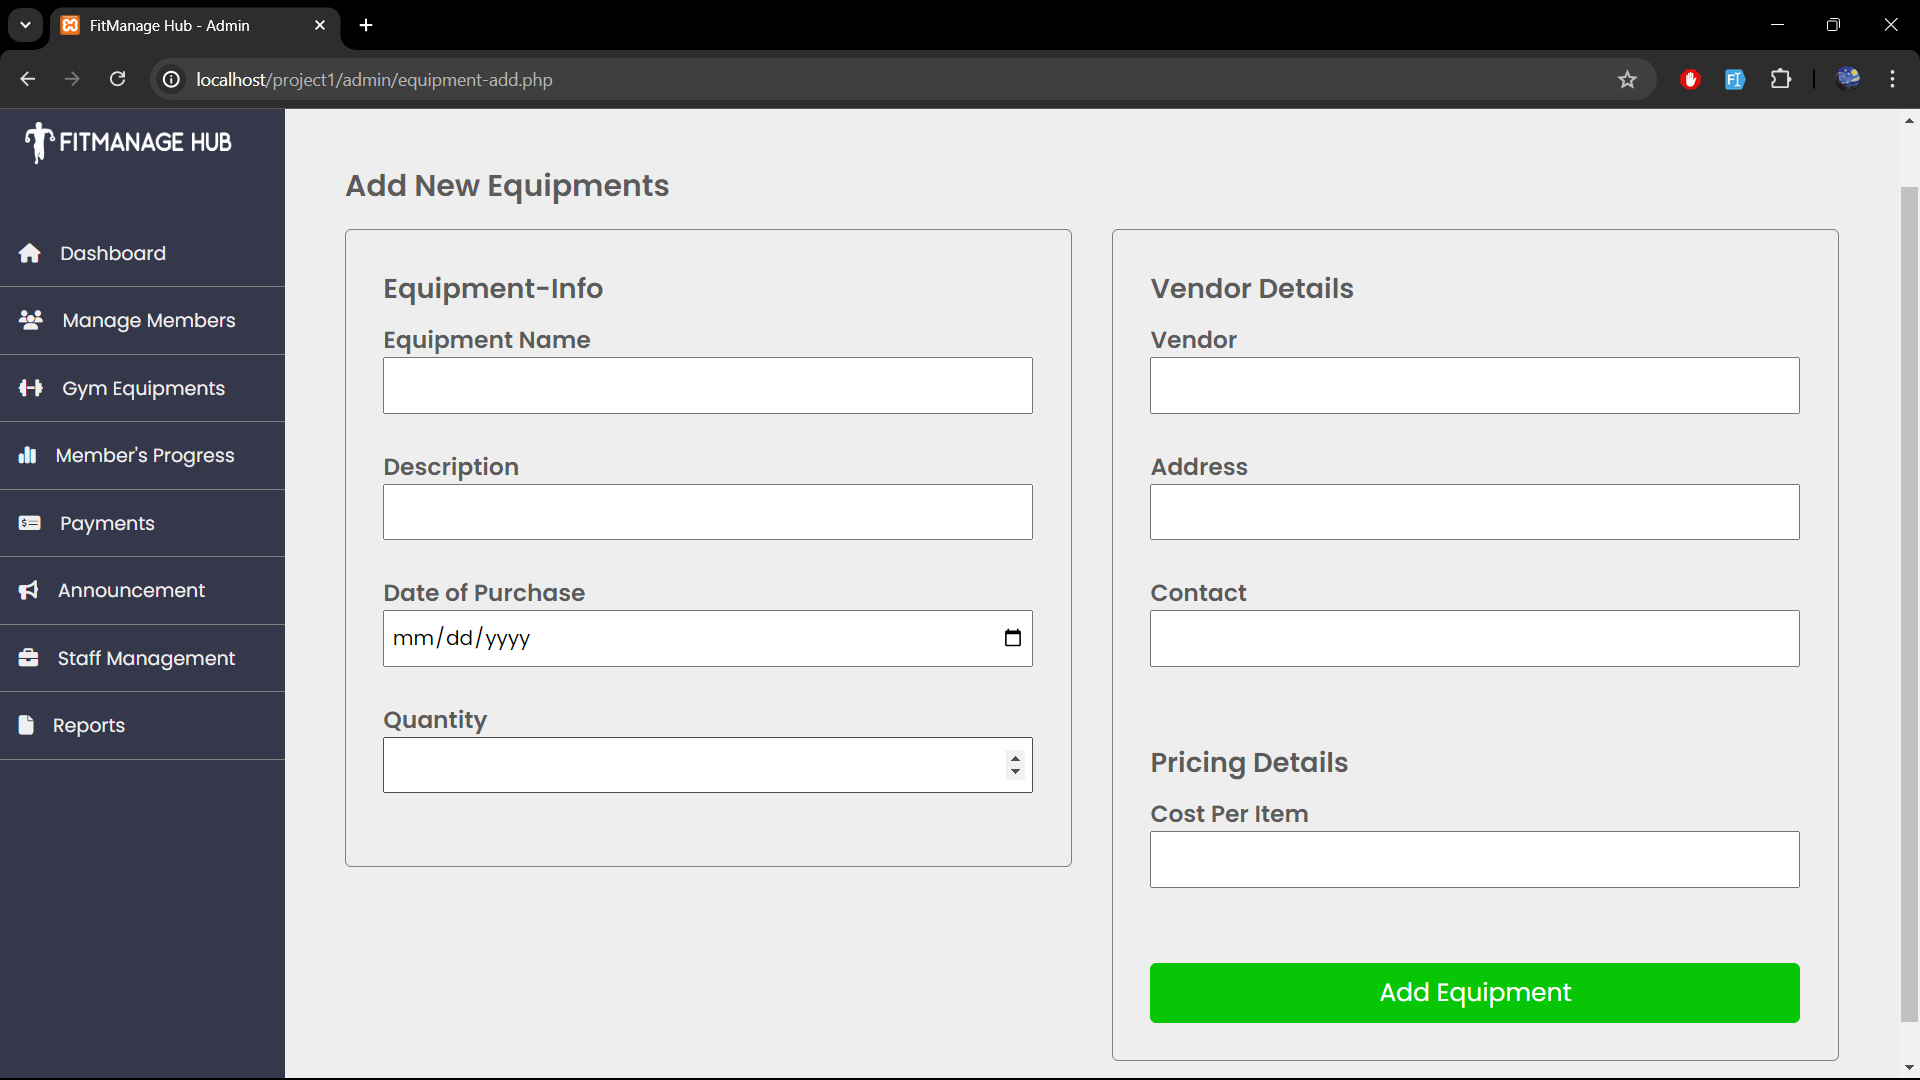 FitManage Hub - Admin
localhost/project1/admin/equipment-add.php
FITMANAGE HUB
Dashboard
Manage Members
Gym Equipments
Member's Progress
Payments
Announcement
Staff Management
Reports
Add New Equipments
Equipment-Info
Equipment Name
Description
Date of Purchase
mm/dd/yyyy
Quantity
Vendor Details
Vendor
Address
Contact
Pricing Details
Cost Per Item
Add Equipment